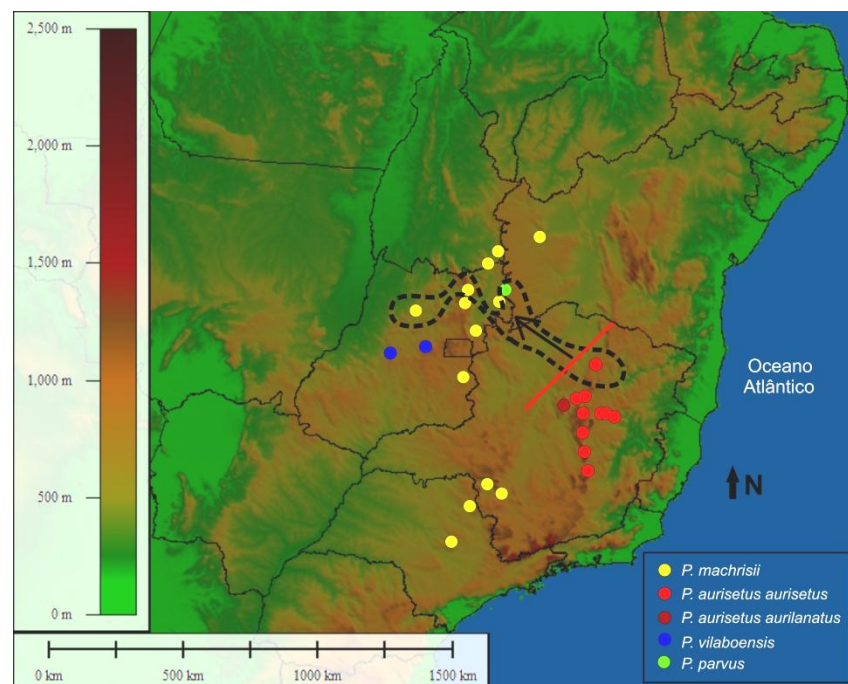 2,500 m
2,000 m
1,500 m
1,000 m
500 m
0 m
Oceano
Atlântico
N
P. machrisii
P. aurisetus aurisetus
P. aurisetus aurilanatus
P. vilaboensis
P. parvus
0 km
500 km
1000 km
1500 km